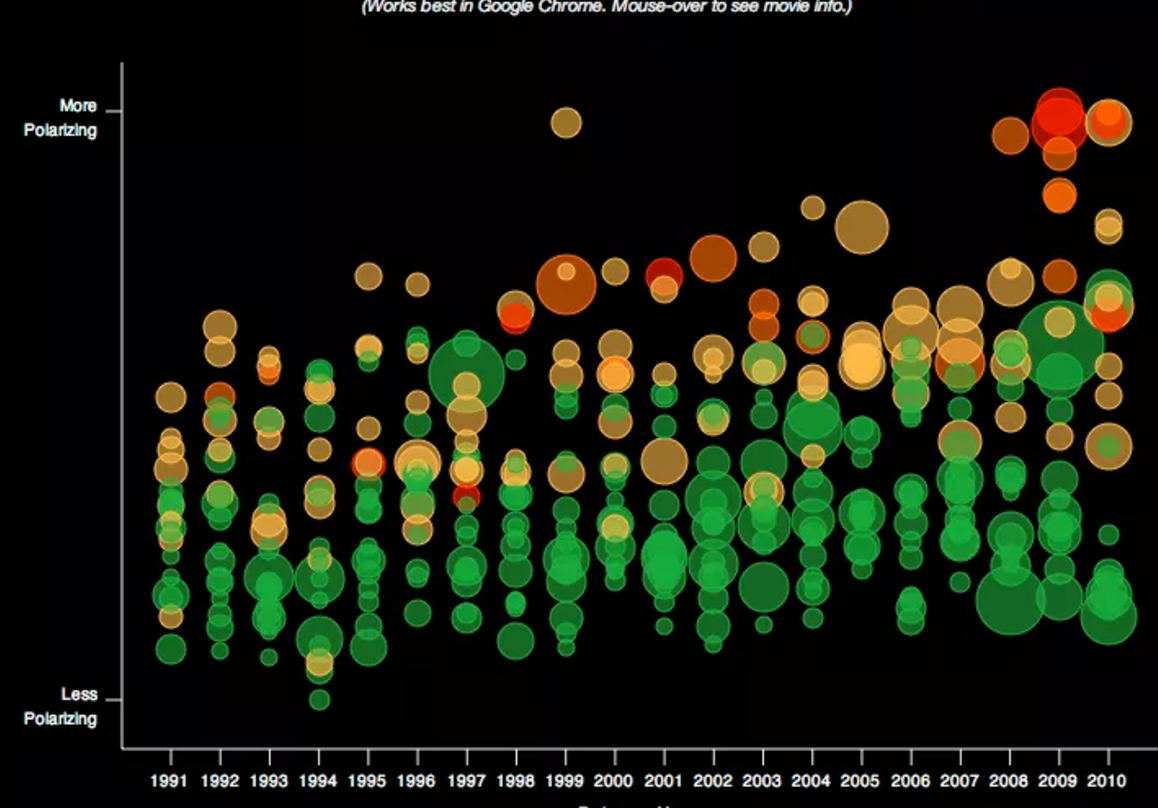 (Works best in Google Chrome. Mouse-over to see movie info.)
More
Polarizing
Less
Polarizing
1991 1992 1993 1994 1995 1996 1997 1998 1999 2000 2001 2002 2003 2004 2005 2006 2007 2008 2009 2010